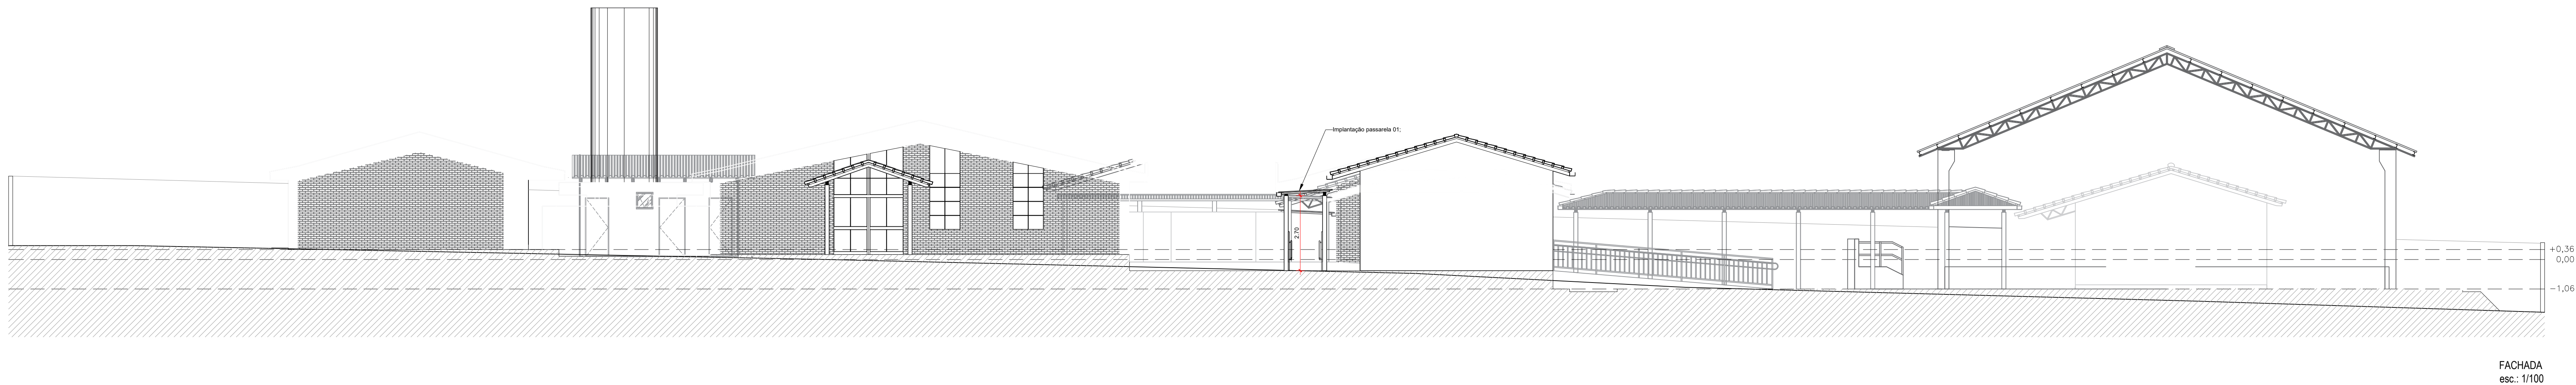 Implantação passarela 01;
2.70
+0,36
0,00
-1,06
FACHADA
esc.: 1/100